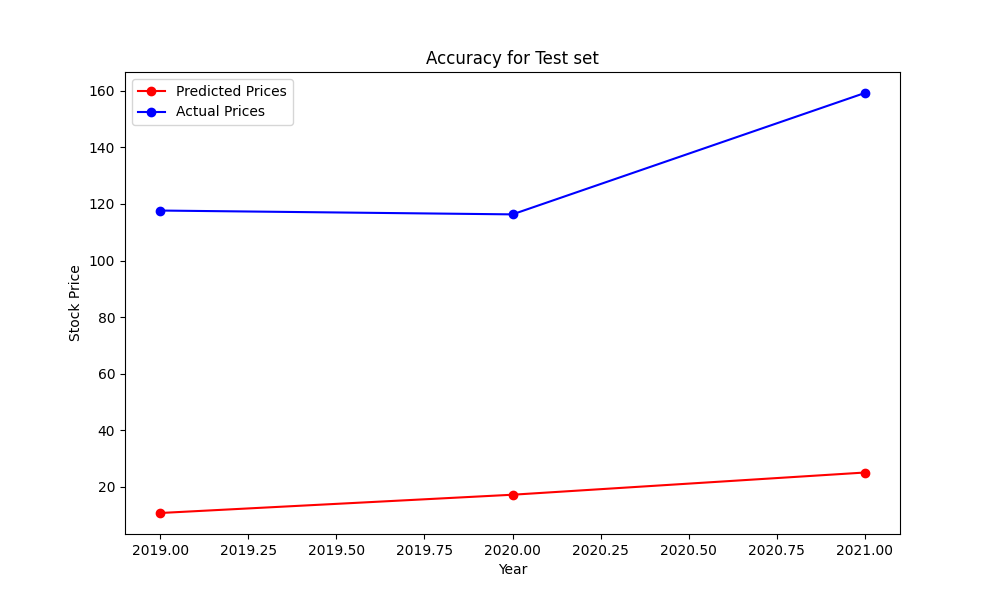 Accuracy for Test set
Predicted Prices
Actual Prices
160
140
120
100
80
60
40
20
Stock Price
2019.00 2019.25 2019.50 2019.75 2020.00 2020.25 2020.50 2020.75 2021.00
Year